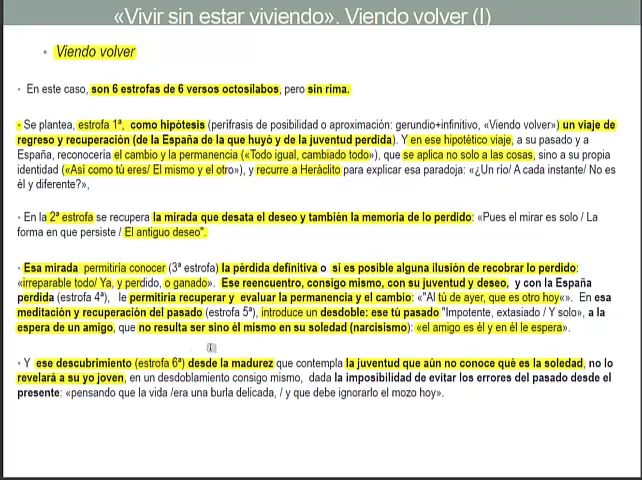 «Vivir sin estar viviendo». Viendo volver (I)
• Viendo volver
• En este caso, son 6 estrofas de 6 versos octosílabos, pero sin rima.
• Se plantea, estrofa 1ª, como hipótesis (perífrasis de posibilidad o aproximación: gerundio+infinitivo, «Viendo volver») un viaje de
regreso y recuperación (de la España de la que huyó y de la juventud perdida). Y en ese hipotético viaje, a su pasado y a
España, reconocería el cambio y la permanencia («Todo igual, cambiado todo»), que se aplica no solo a las cosas, sino a su propia
identidad («Así como tú eres/ El mismo y el otro»), y recurre a Heráclito para explicar esa paradoja: «¿Un río/ A cada instante/ No es
él y diferente?»,
• En la 2ª estrofa se recupera la mirada que desata el deseo y también la memoria de lo perdido: «Pues el mirar es solo / La
forma en que persiste / El antiguo deseo".
• Esa mirada permitiría conocer (3ª estrofa) la pérdida definitiva o si es posible alguna ilusión de recobrar lo perdido:
«irreparable todo/ Ya, y perdido, o ganado». Ese reencuentro, consigo mismo, con su juventud y deseo, y con la España
perdida (estrofa 4ª), le permitiría recuperar y evaluar la permanencia y el cambio: «"Al tú de ayer, que es otro hoy«». En esa
meditación y recuperación del pasado (estrofa 5ª), introduce un desdoble: ese tú pasado "Impotente, extasiado / Y solo», a la
espera de un amigo, que no resulta ser sino él mismo en su soledad (narcisismo): «el amigo es él y en él le espera».
• Y ese descubrimiento (estrofa 6ª) desde la madurez que contempla la juventud que aún no conoce qué es la soledad, no lo
revelará a su yo joven, en un desdoblamiento consigo mismo, dada la imposibilidad de evitar los errores del pasado desde el
presente: «pensando que la vida /era una burla delicada, / y que debe ignorarlo el mozo hoy».